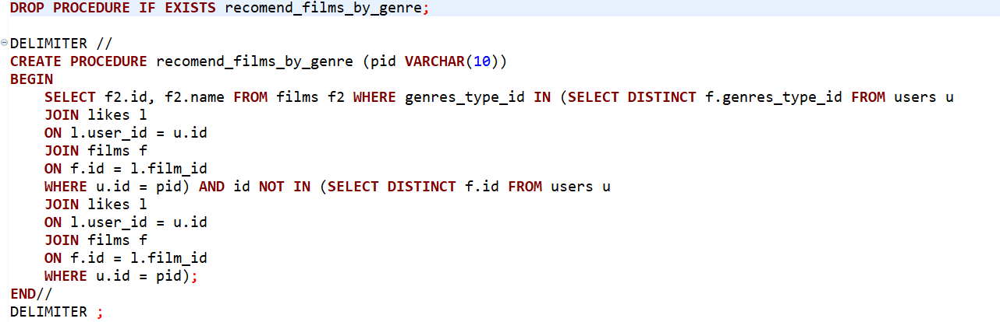 DROP PROCEDURE IF EXISTS recomend_films_by_genre;
DELIMITER //
CREATE PROCEDURE recomend_films_by_genre (pid VARCHAR(10))
BEGIN
    SELECT f2.id, f2.name FROM films f2 WHERE genres_type_id IN (SELECT DISTINCT f.genres_type_id FROM users u
    JOIN likes l
    ON l.user_id = u.id
    JOIN films f
    ON f.id = l.film_id
    WHERE u.id = pid) AND id NOT IN (SELECT DISTINCT f.id FROM users u
    JOIN likes l
    ON l.user_id = u.id
    JOIN films f
    ON f.id = l.film_id
    WHERE u.id = pid);
END//
DELIMITER ;